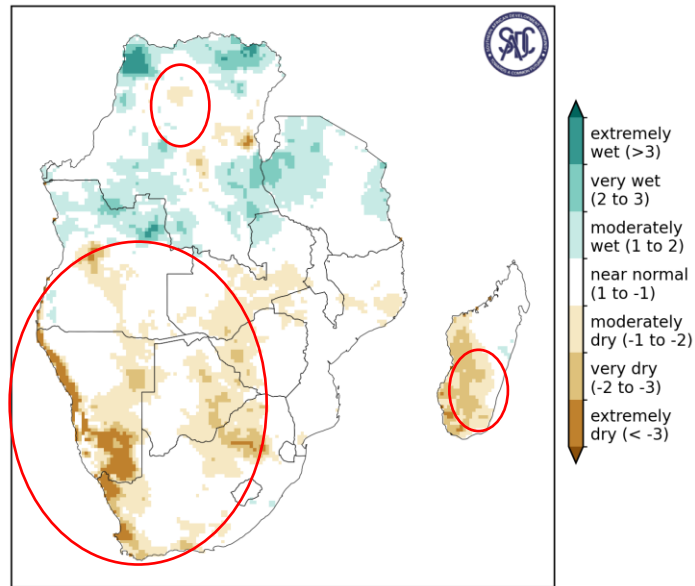 SADC
extremely
wet (>3)
very wet
(2 to 3)
moderately
wet (1 to 2)
near normal
(1 to -1)
moderately
dry (-1 to -2)
very dry
(-2 to -3)
extremely
dry (< -3)